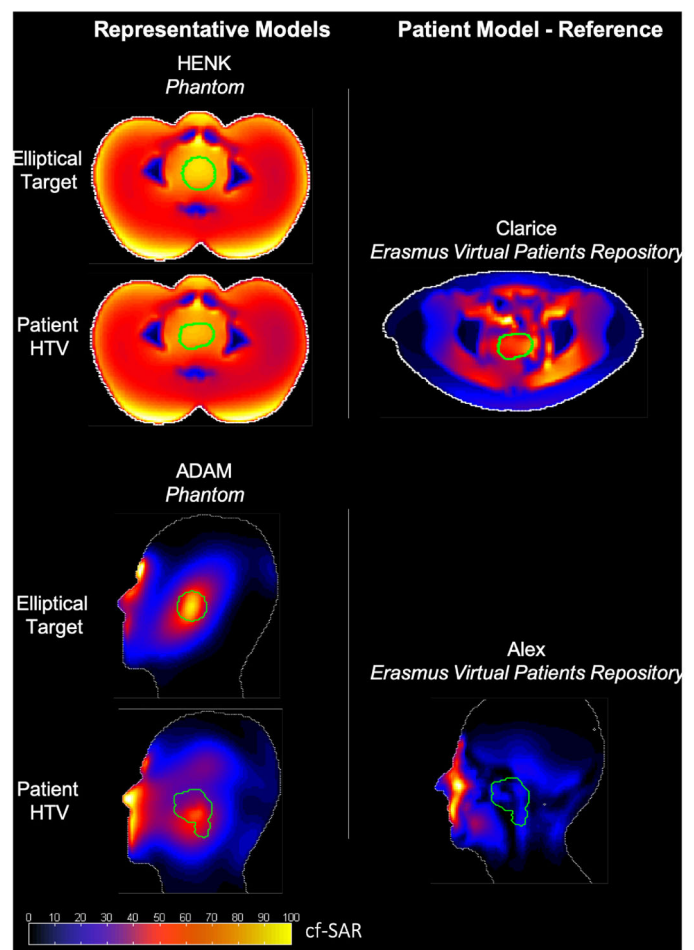 Representative Models
Patient Model - Reference
HENK
Phantom
Elliptical
Target
Clarice
Erasmus Virtual Patients Repository
Patient
HTV
ADAM
Phantom
Elliptical
Target
Alex
Erasmus Virtual Patients Repository
Patient
HTV
0 10 20 30 40 50 60 70 80 90 100
cf-SAR